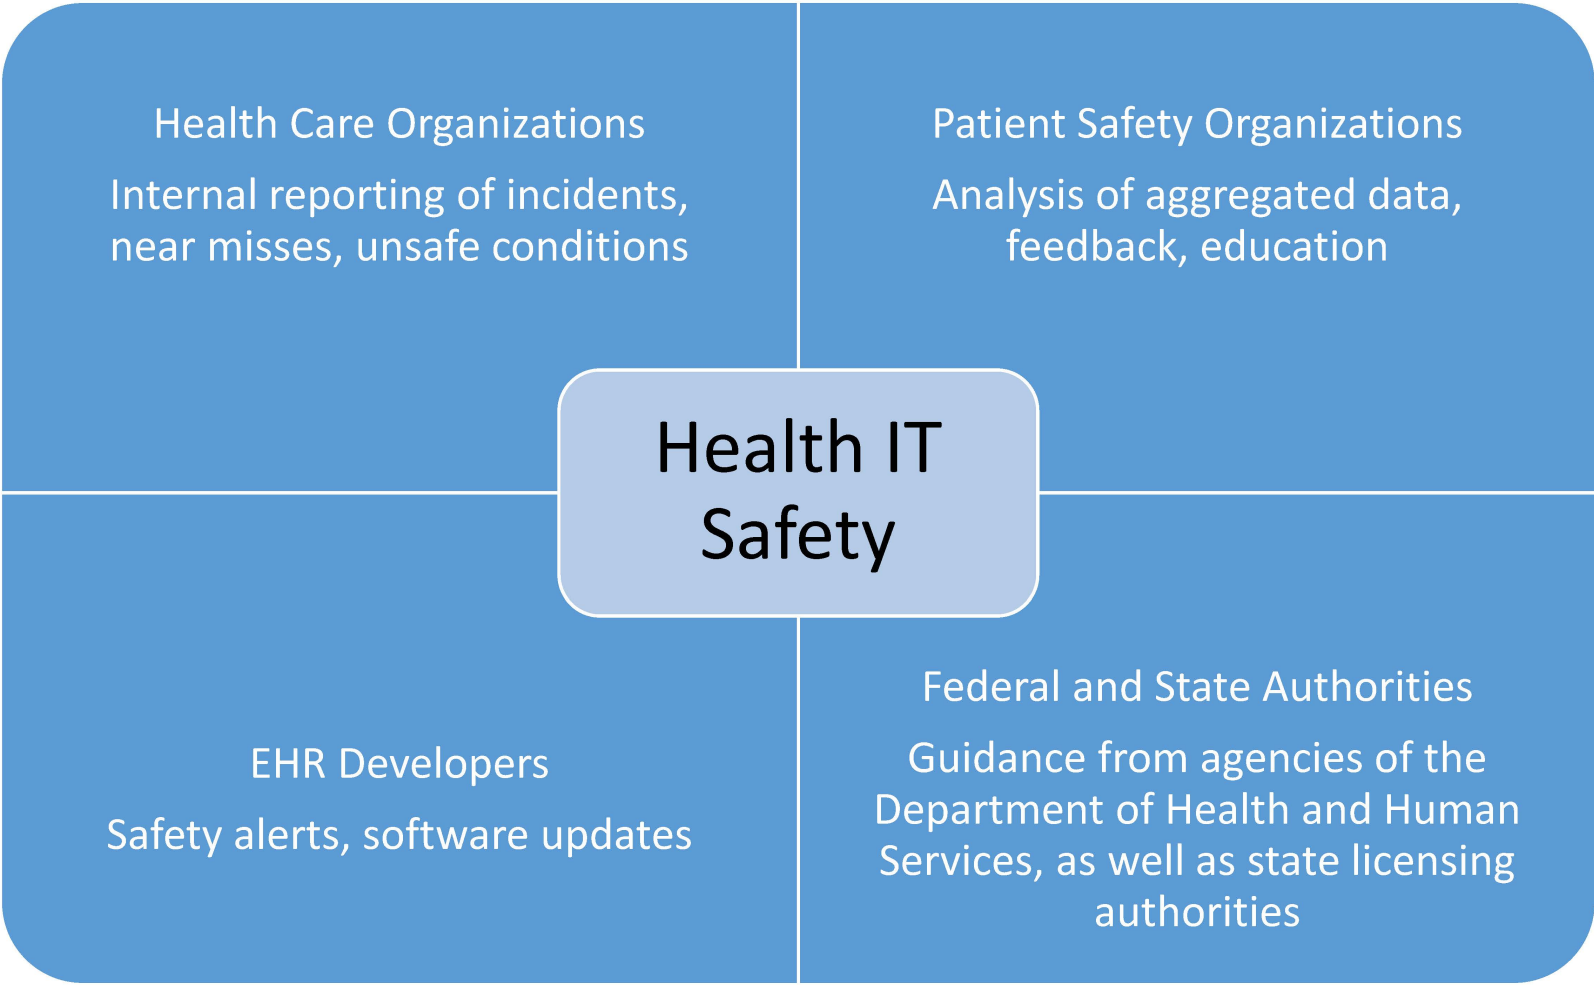 Health Care Organizations
Internal reporting of incidents,
near misses, unsafe conditions
Patient Safety Organizations
Analysis of aggregated data,
feedback, education
Health IT
Safety
EHR Developers
Safety alerts, software updates
Federal and State Authorities
Guidance from agencies of the
Department of Health and Human
Services, as well as state licensing
authorities